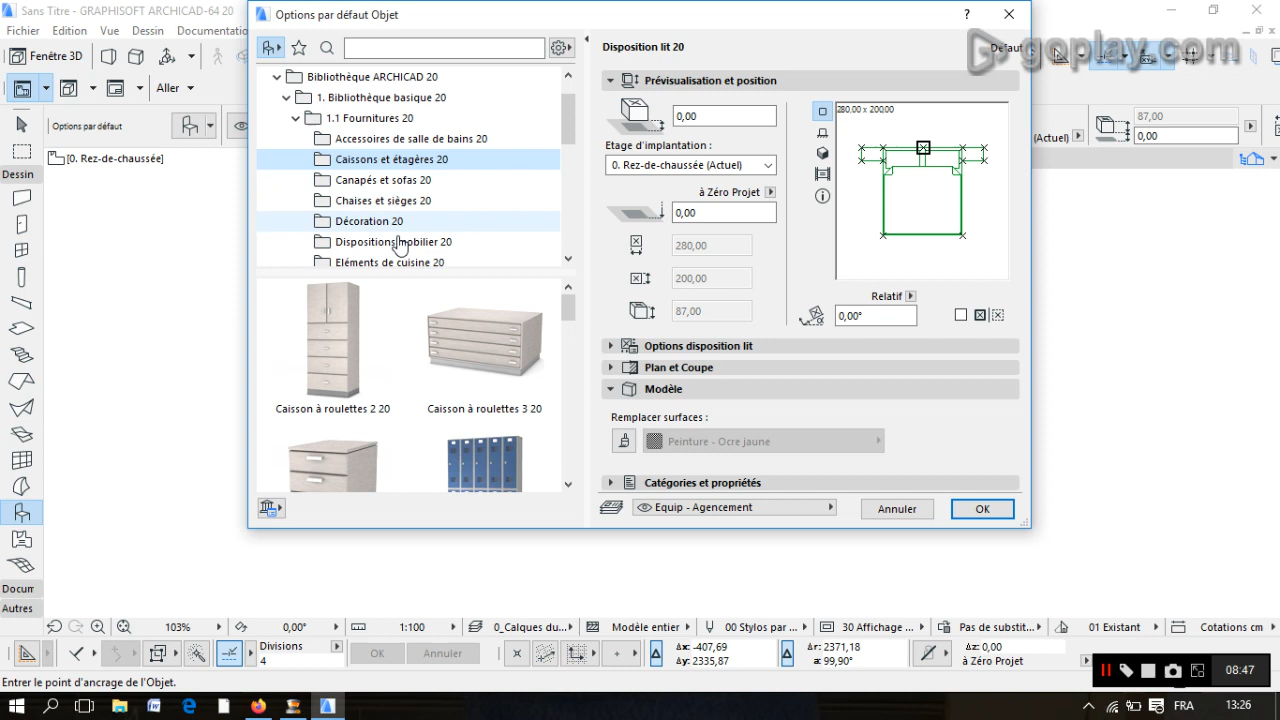 Sans Titre - GRAPHISOFT ARCHICAD-64 20
Fichier Edition Vue Dessin Documentatio
Fenêtre 3D
Aller
Options par défaut
[0. Rez-de-chaussée]
Dessin
Docum
Autres
Options par défaut Objet
?
Bibliothèque ARCHICAD 20
1. Bibliothèque basique 20
1.1 Fournitures 20
Accessoires de salle de bains 20
Caissons et étagères 20
Canapés et sofas 20
Chaises et sièges 20
Décoration 20
Dispositions mobilier 20
Eléments de cuisine 20
Caisson à roulettes 2 20
Caisson à roulettes 3 20
Disposition lit 20
Défaut
goplay.com
Prévisualisation et position
0,00
Etage d'implantation :
0. Rez-de-chaussée (Actuel)
à Zéro Projet
0,00
280,00
200,00
87,00
280,00 x 200,00
Relatif
0,00°
Options disposition lit
Plan et Coupe
Modèle
Remplacer surfaces :
Peinture - Ocre jaune
Catégories et propriétés
Equip - Agencement
Annuler
OK
(Actuel)
87,00
0,00
103%
0,00°
1:100
0_Calques du...
Modèle entier
00 Stylos par ...
30 Affichage ...
Pas de substit...
01 Existant
Cotations cm
Divisions
4
OK
Annuler
Δx: -407,69
Δy: 2335,87
Δr: 2371,18
a: 99,90°
Δz: 0,00
à Zéro Projet
Entrer le point d'ancrage de l'Objet.
08:47
FRA
13:26